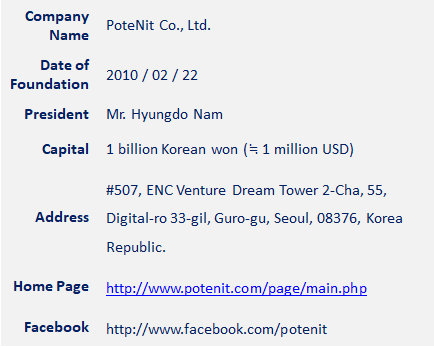 Company Name PoteNit Co., Ltd.
Date of Foundation 2010 / 02 / 22
President Mr. Hyungdo Nam
Capital 1 billion Korean won (≒ 1 million USD)
Address #507, ENC Venture Dream Tower 2-Cha, 55,
Digital-ro 33-gil, Guro-gu, Seoul, 08376, Korea
Republic.
Home Page http://www.potenit.com/page/main.php
Facebook http://www.facebook.com/potenit